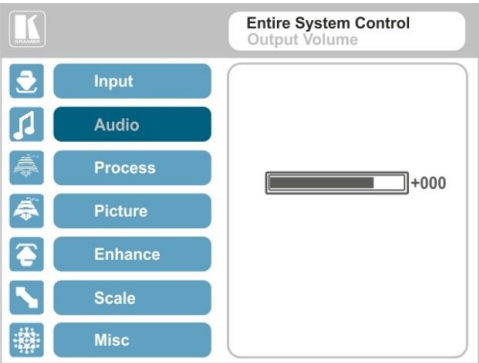 Entire System Control
Output Volume
Input
Audio
Process
Picture
Enhance
Scale
Misc
+000